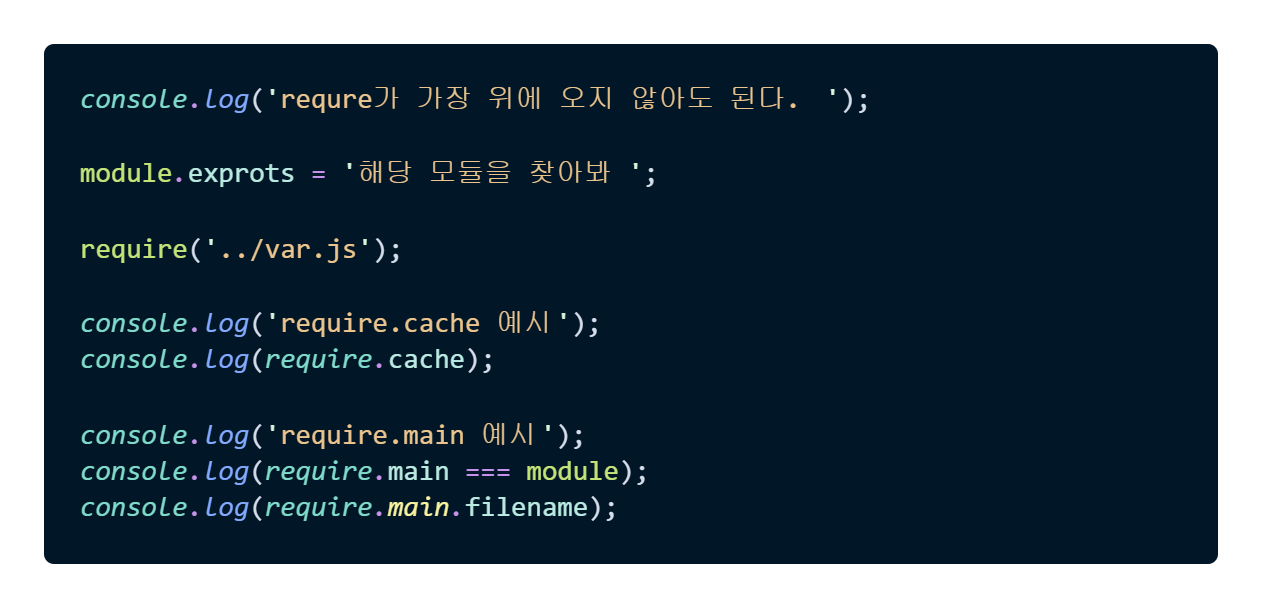 console.log('requre가 가장 위에 오지 않아도 된다. ');
module.exprots = '해당 모듈을 찾아봐 ';
require('../var.js');
console.log('require.cache 예시');
console.log(require.cache);
console.log('require.main 예시');
console.log(require.main === module);
console.log(require.main.filename);